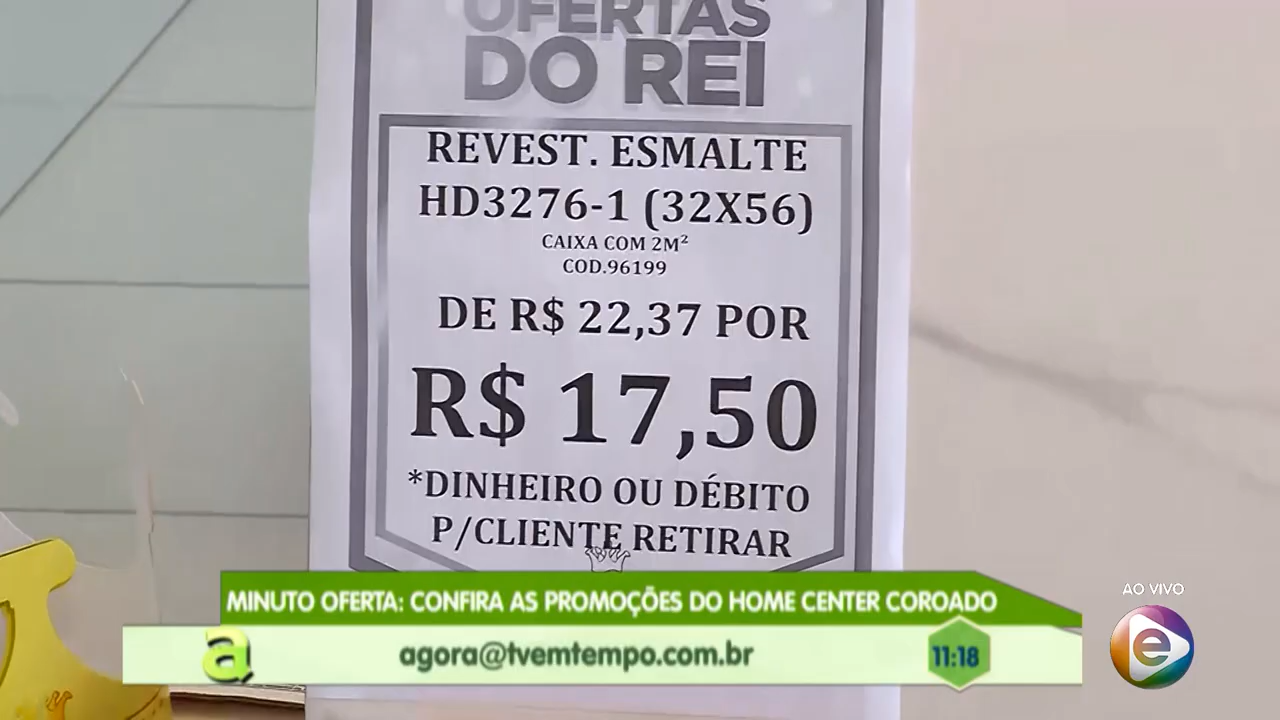 OFERTAS
DO REI
REVEST. ESMALTE
HD3276-1 (32X56)
CAIXA COM 2M²
COD.96199
DE R$ 22,37 POR
R$ 17,50
*DINHEIRO OU DÉBITO
P/CLIENTE RETIRAR
MINUTO OFERTA: CONFIRA AS PROMOÇÕES DO HOME CENTER COROADO
a
agora@tvemtempo.com.br
11:18
AO VIVO
e